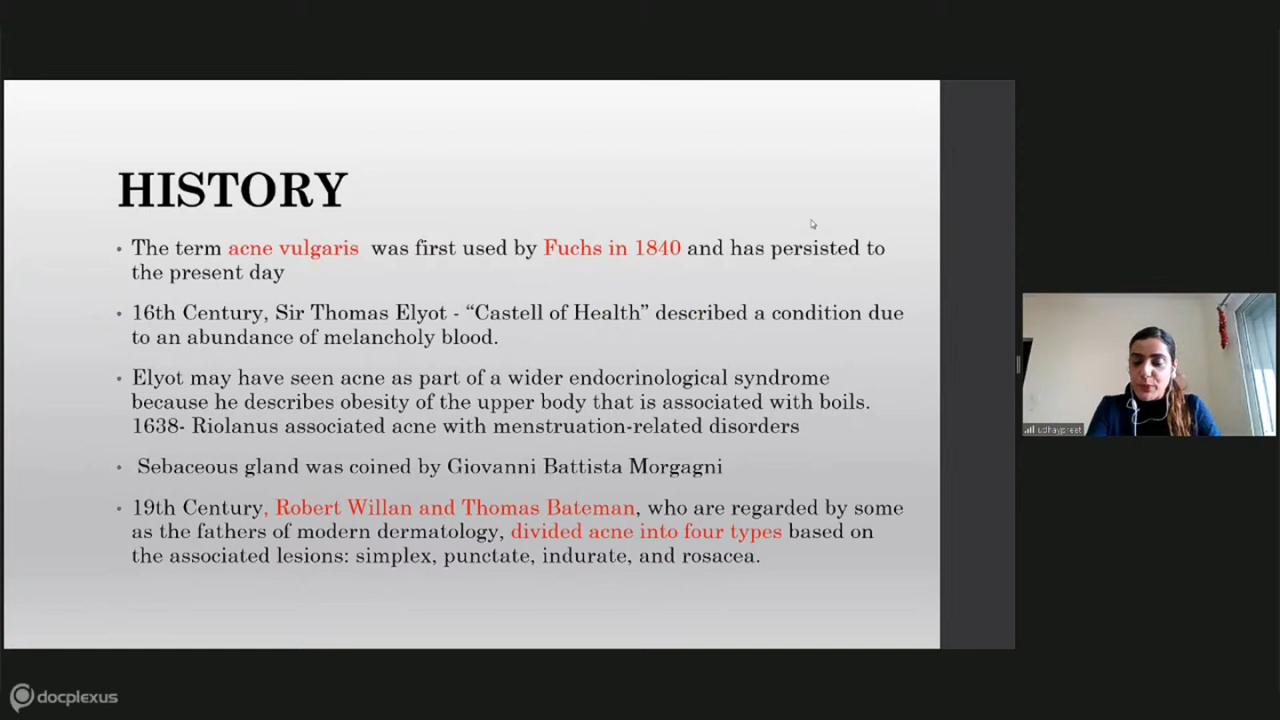 HISTORY
• The term acne vulgaris was first used by Fuchs in 1840 and has persisted to
the present day
• 16th Century, Sir Thomas Elyot - “Castell of Health” described a condition due
to an abundance of melancholy blood.
• Elyot may have seen acne as part of a wider endocrinological syndrome
because he describes obesity of the upper body that is associated with boils.
1638- Riolanus associated acne with menstruation-related disorders
• Sebaceous gland was coined by Giovanni Battista Morgagni
• 19th Century, Robert Willan and Thomas Bateman, who are regarded by some
as the fathers of modern dermatology, divided acne into four types based on
the associated lesions: simplex, punctate, indurate, and rosacea.
udhaypreet
docplexus